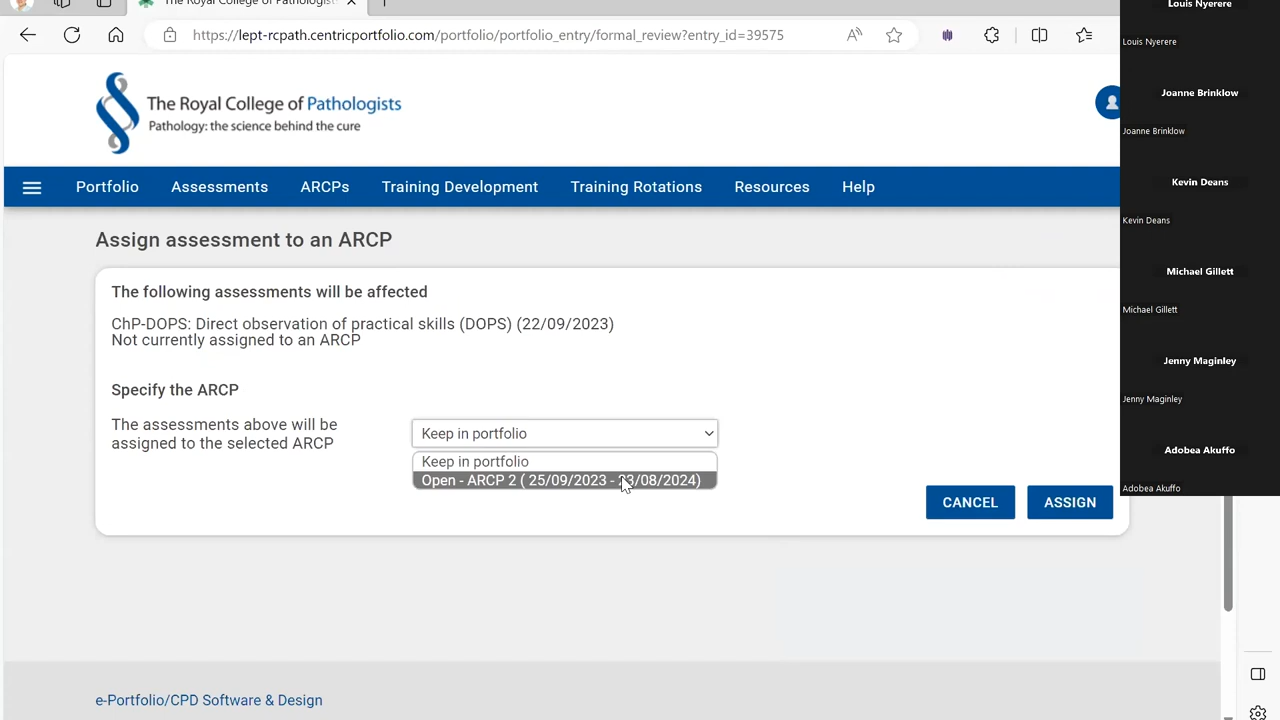 The Royal College of Pathologists
https://lept-rcpath.centricportfolio.com/portfolio/portfolio_entry/formal_review?entry_id=39575
The Royal College of Pathologists
Pathology: the science behind the cure
Portfolio
Assessments
ARCPs
Training Development
Training Rotations
Resources
Help
Assign assessment to an ARCP
The following assessments will be affected
ChP-DOPS: Direct observation of practical skills (DOPS) (22/09/2023)
Not currently assigned to an ARCP
Specify the ARCP
The assessments above will be
assigned to the selected ARCP
Keep in portfolio
Keep in portfolio
Open - ARCP 2 ( 25/09/2023 - 23/08/2024)
CANCEL
ASSIGN
e-Portfolio/CPD Software & Design
Louis Nyerere
Louis Nyerere
Joanne Brinklow
Joanne Brinklow
Kevin Deans
Kevin Deans
Michael Gillett
Michael Gillett
Jenny Maginley
Jenny Maginley
Adobea Akuffo
Adobea Akuffo